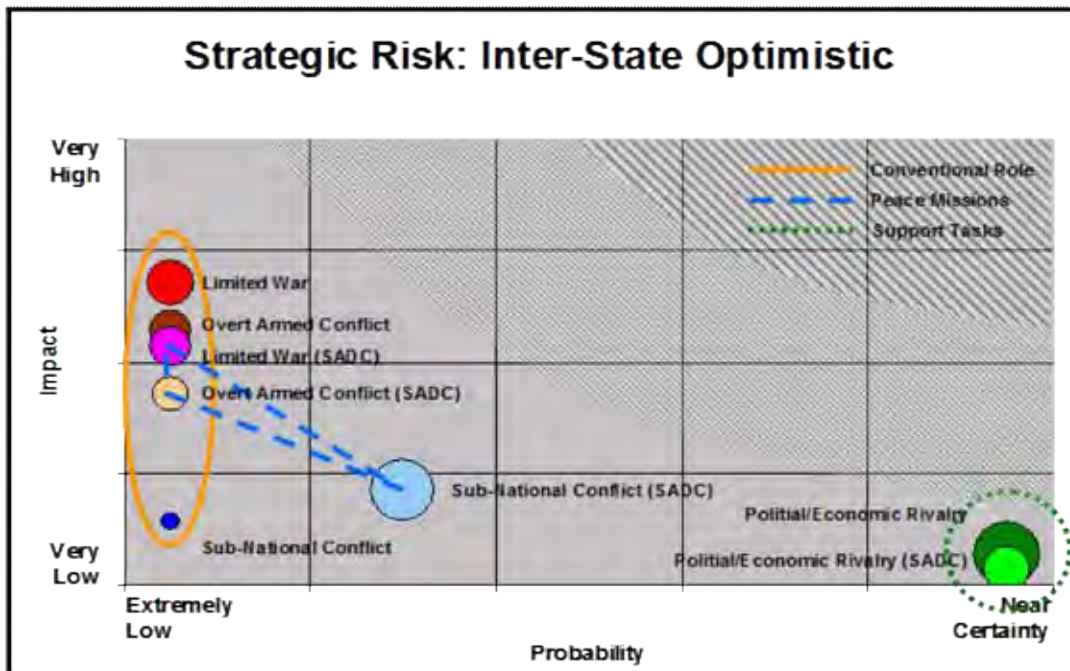 Strategic Risk: Inter-State Optimistic
Very
High
Conventional Role
Peace Missions
Support Tasks
Limited War
Overt Armed Conflict
Limited War (SADC)
Overt Armed Conflict (SADC)
Impact
Sub-National Conflict (SADC)
Politial/Economic Rivalry
Sub-National Conflict
Politial/Economic Rivalry (SADC)
Very
Low
Extremely
Low
Near
Certainty
Probability